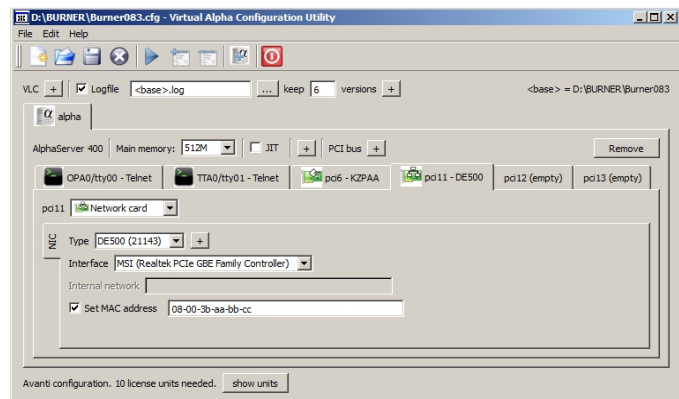 D:\BURNER\Burner083.cfg - Virtual Alpha Configuration Utility
File Edit Help
VLC + Logfile <base>.log ... keep 6 versions + <base> = D:\BURNER\Burner083
α alpha
AlphaServer 400 Main memory: 512M JIT + PCI bus + Remove
OPA0/tty00 - Telnet TTA0/tty01 - Telnet pci6 - KZPAA pci11 - DE500 pci12 (empty) pci13 (empty)
pci11 Network card
NIC
Type DE500 (21143) +
Interface MSI (Realtek PCIe GBE Family Controller)
Internal network
Set MAC address 08-00-3b-aa-bb-cc
Avanti configuration. 10 license units needed. show units